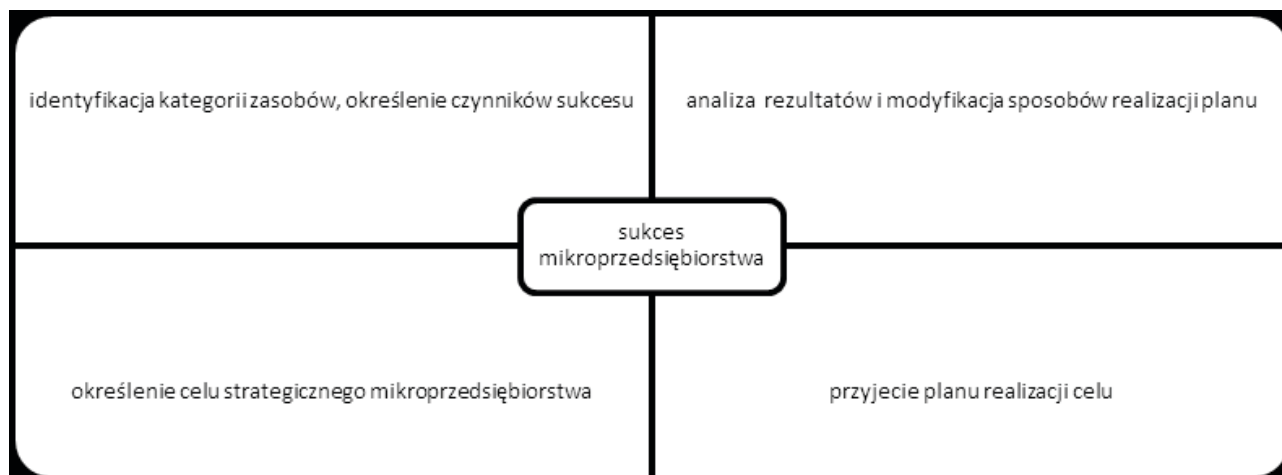 identyfikacja kategorii zasobów, określenie czynników sukcesu
analiza rezultatów i modyfikacja sposobów realizacji planu
sukces
mikroprzedsiębiorstwa
określenie celu strategicznego mikroprzedsiębiorstwa
przyjecie planu realizacji celu